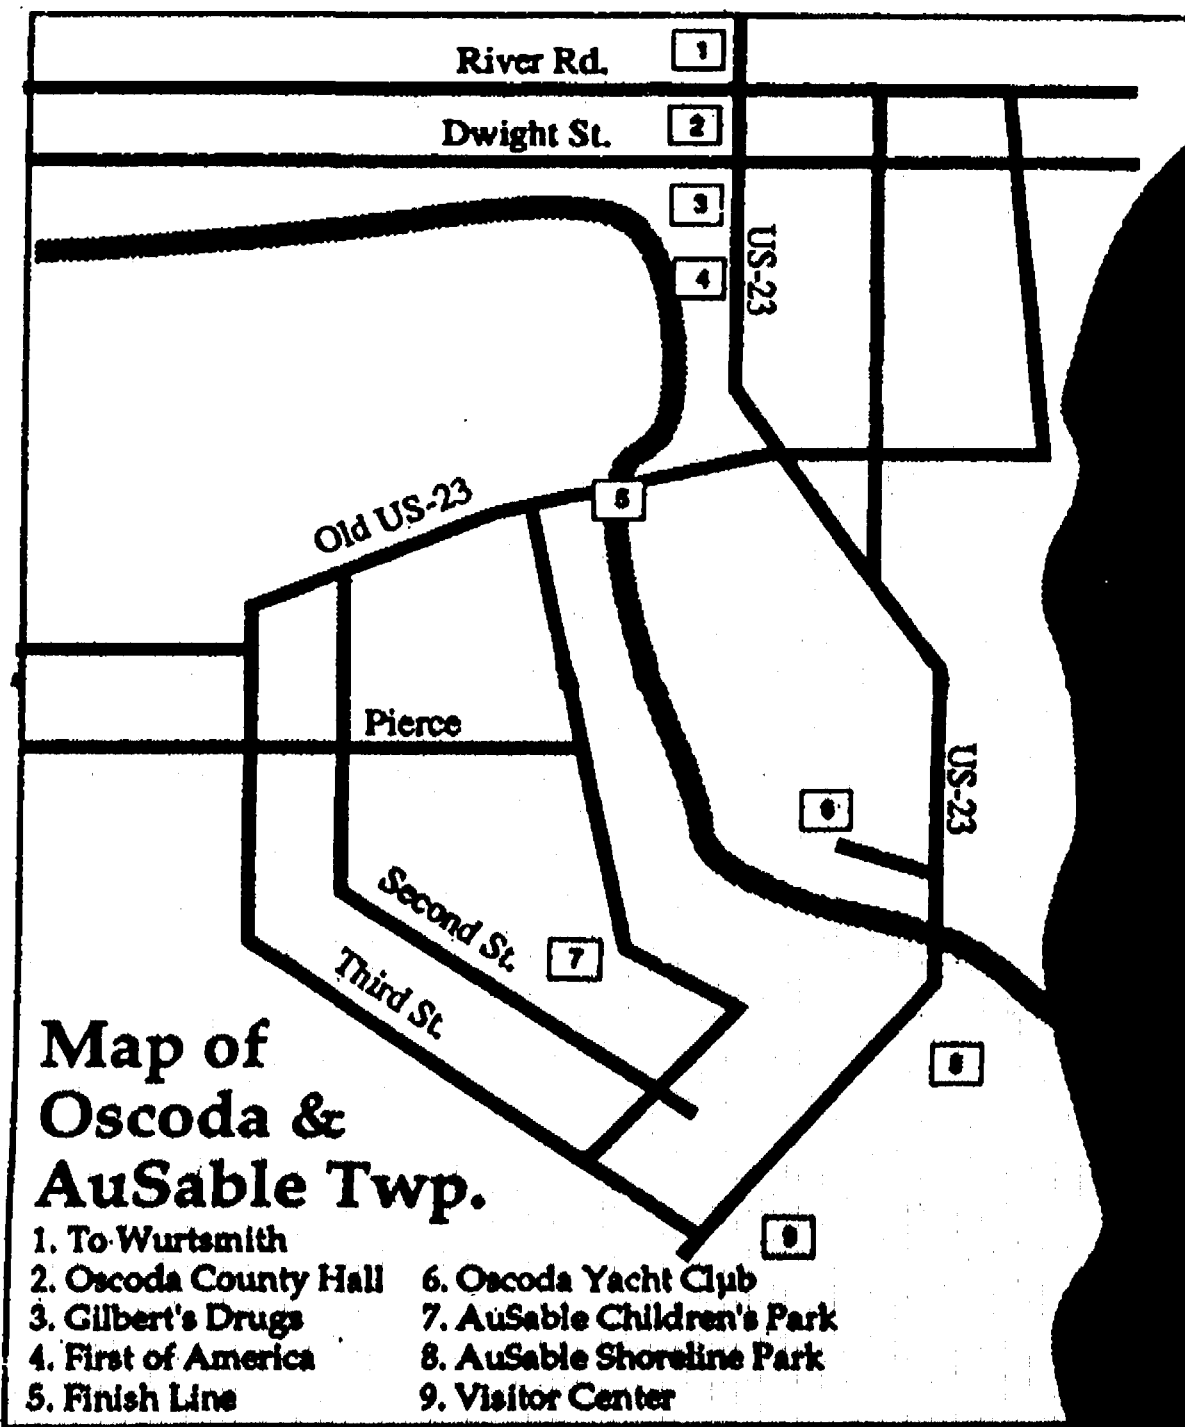 River Rd.
1
Dwight St.
2
3
US-23
4
Old US-23
5
Pierce
US-23
6
Second St.
7
Third St.
8
9
Map of
Oscoda &
AuSable Twp.
1. To Wurtsmith
2. Oscoda County Hall
3. Gilbert's Drugs
4. First of America
5. Finish Line
6. Oscoda Yacht Club
7. AuSable Children's Park
8. AuSable Shoreline Park
9. Visitor Center